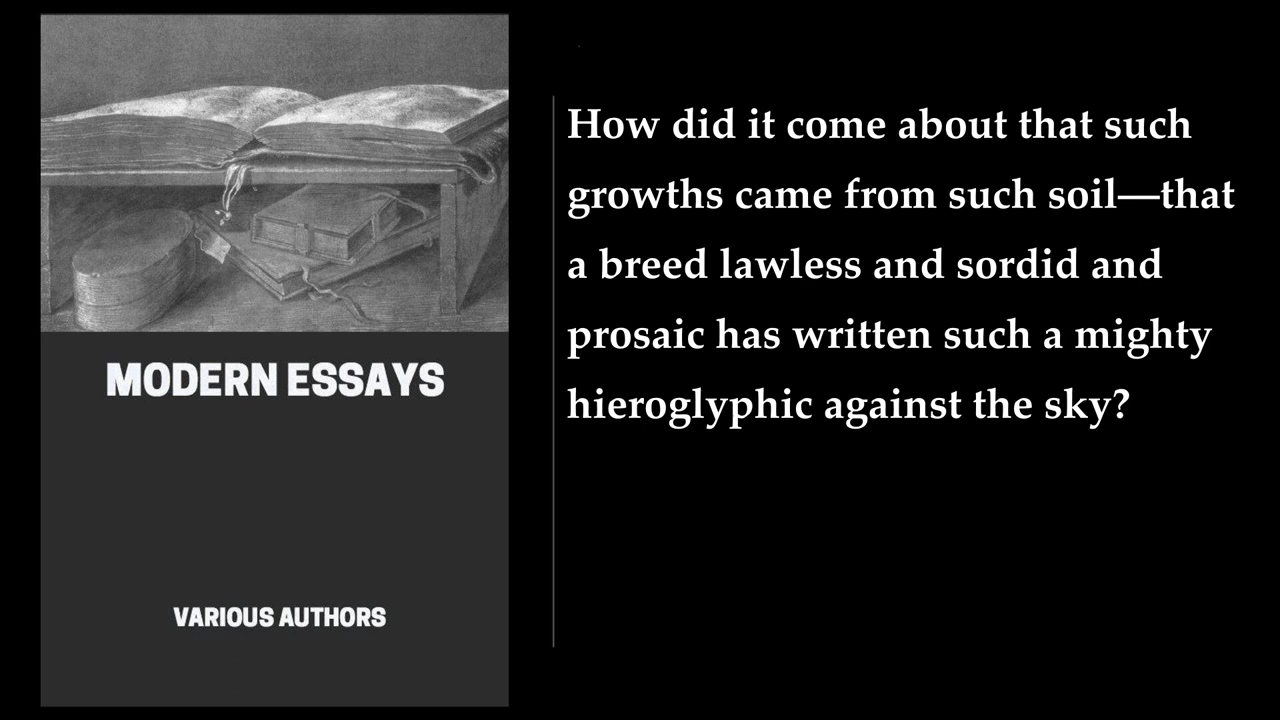 MODERN ESSAYS
VARIOUS AUTHORS
How did it come about that such
growths came from such soil—that
a breed lawless and sordid and
prosaic has written such a mighty
hieroglyphic against the sky?